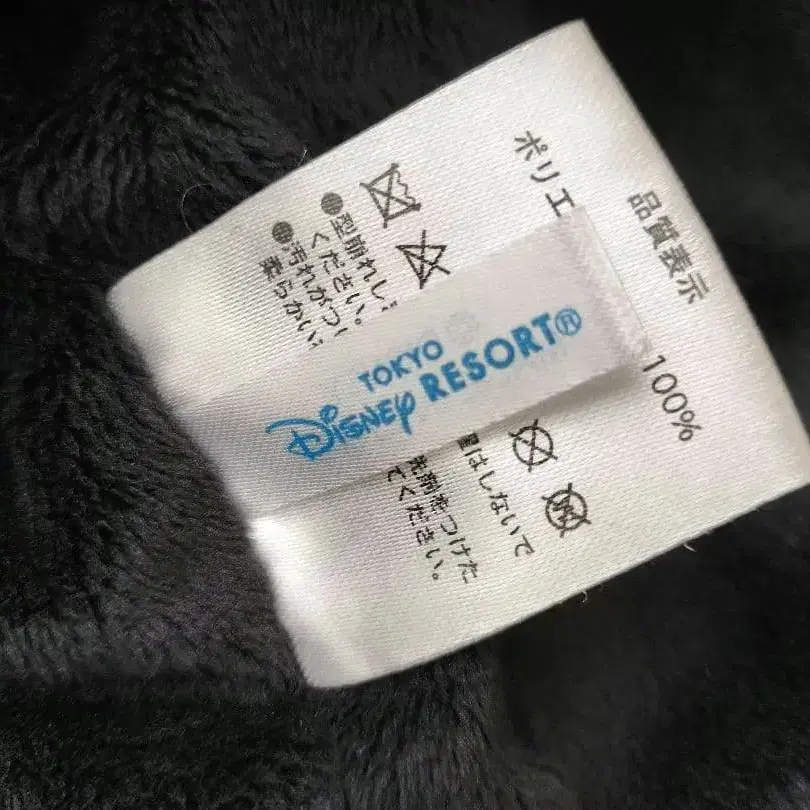 品質表示
ポリエ
100%
●型崩れし
はしないで
ください。
●汚れがつ
洗剤をつけた
柔らかい
てください。
TOKYO
Disney RESORT®